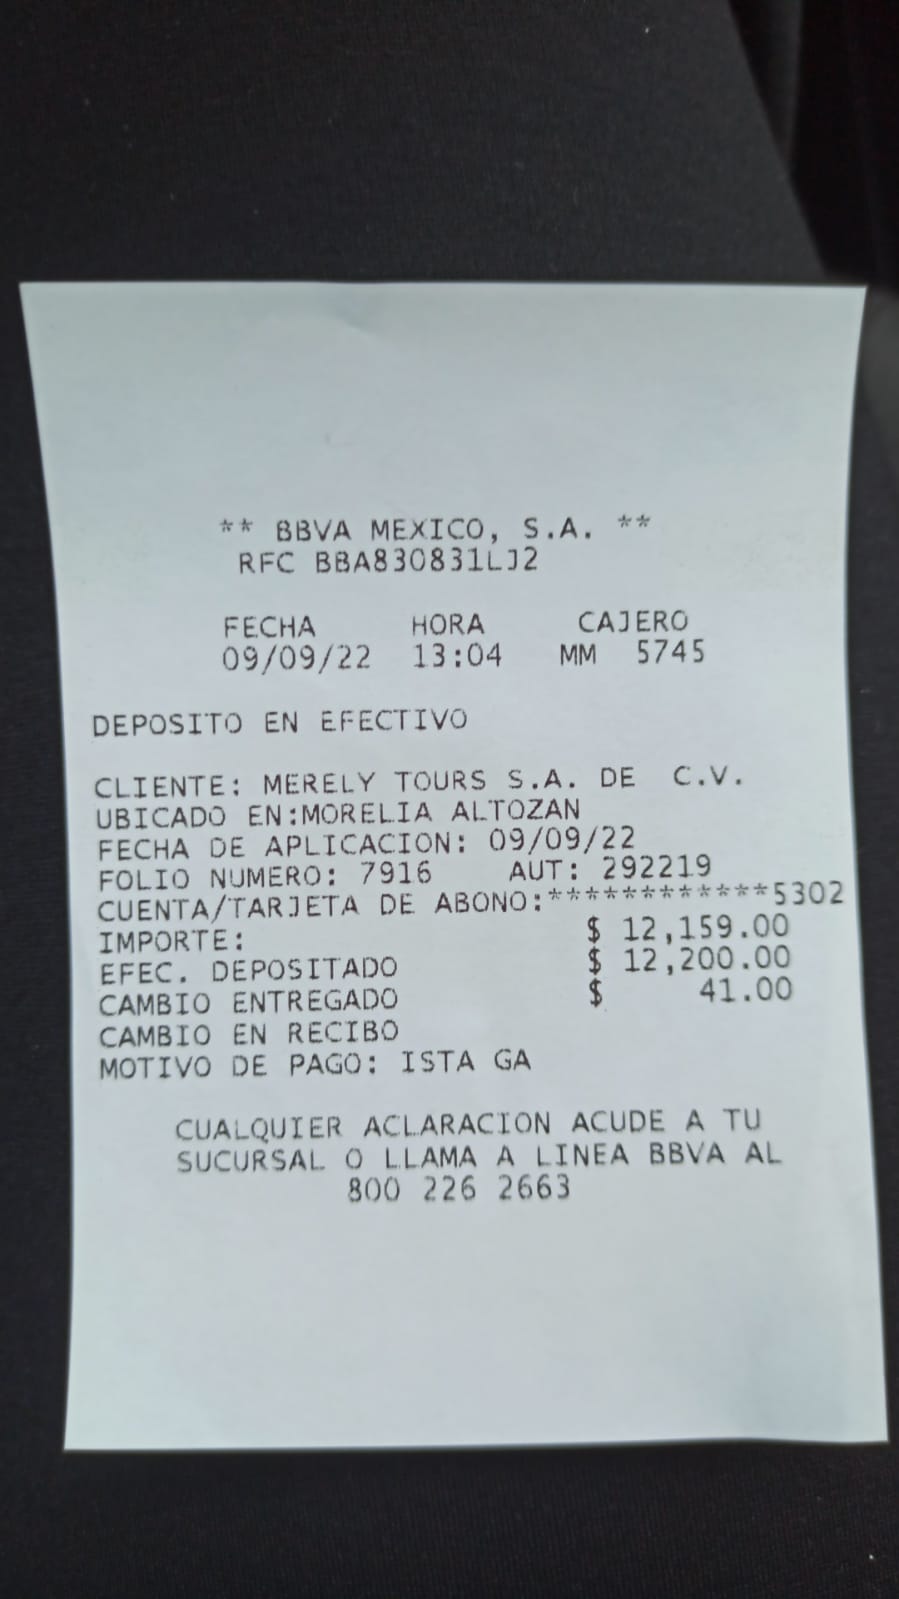 ** BBVA MEXICO, S.A. **
RFC BBA830831LJ2
FECHA HORA CAJERO
09/09/22 13:04 MM 5745
DEPOSITO EN EFECTIVO
CLIENTE: MERELY TOURS S.A. DE C.V.
UBICADO EN:MORELIA ALTOZAN
FECHA DE APLICACION: 09/09/22
FOLIO NUMERO: 7916 AUT: 292219
CUENTA/TARJETA DE ABONO:************5302
IMPORTE: $ 12,159.00
EFEC. DEPOSITADO $ 12,200.00
CAMBIO ENTREGADO $ 41.00
CAMBIO EN RECIBO
MOTIVO DE PAGO: ISTA GA
CUALQUIER ACLARACION ACUDE A TU
SUCURSAL O LLAMA A LINEA BBVA AL
800 226 2663